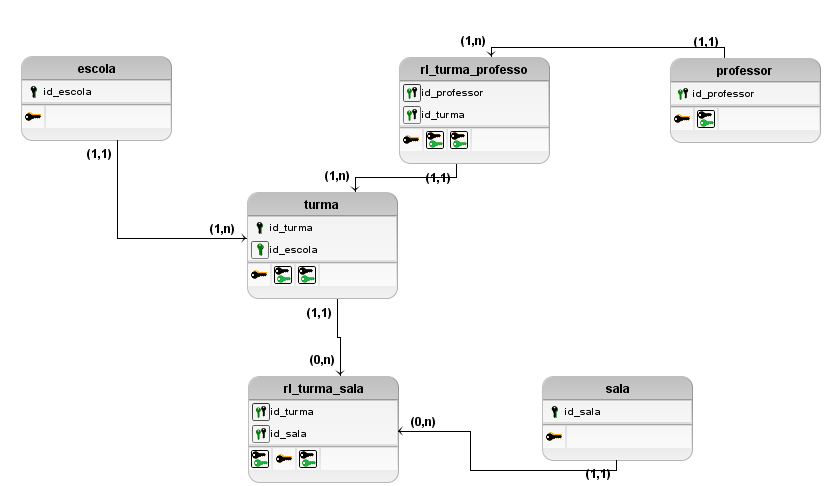 (1,n)
(1,1)
escola
id_escola
(1,1)
rl_turma_professo
id_professor
id_turma
professor
id_professor
(1,n)
(1,1)
(1,n)
turma
id_turma
id_escola
(1,1)
(0,n)
rl_turma_sala
id_turma
id_sala
(0,n)
sala
id_sala
(1,1)